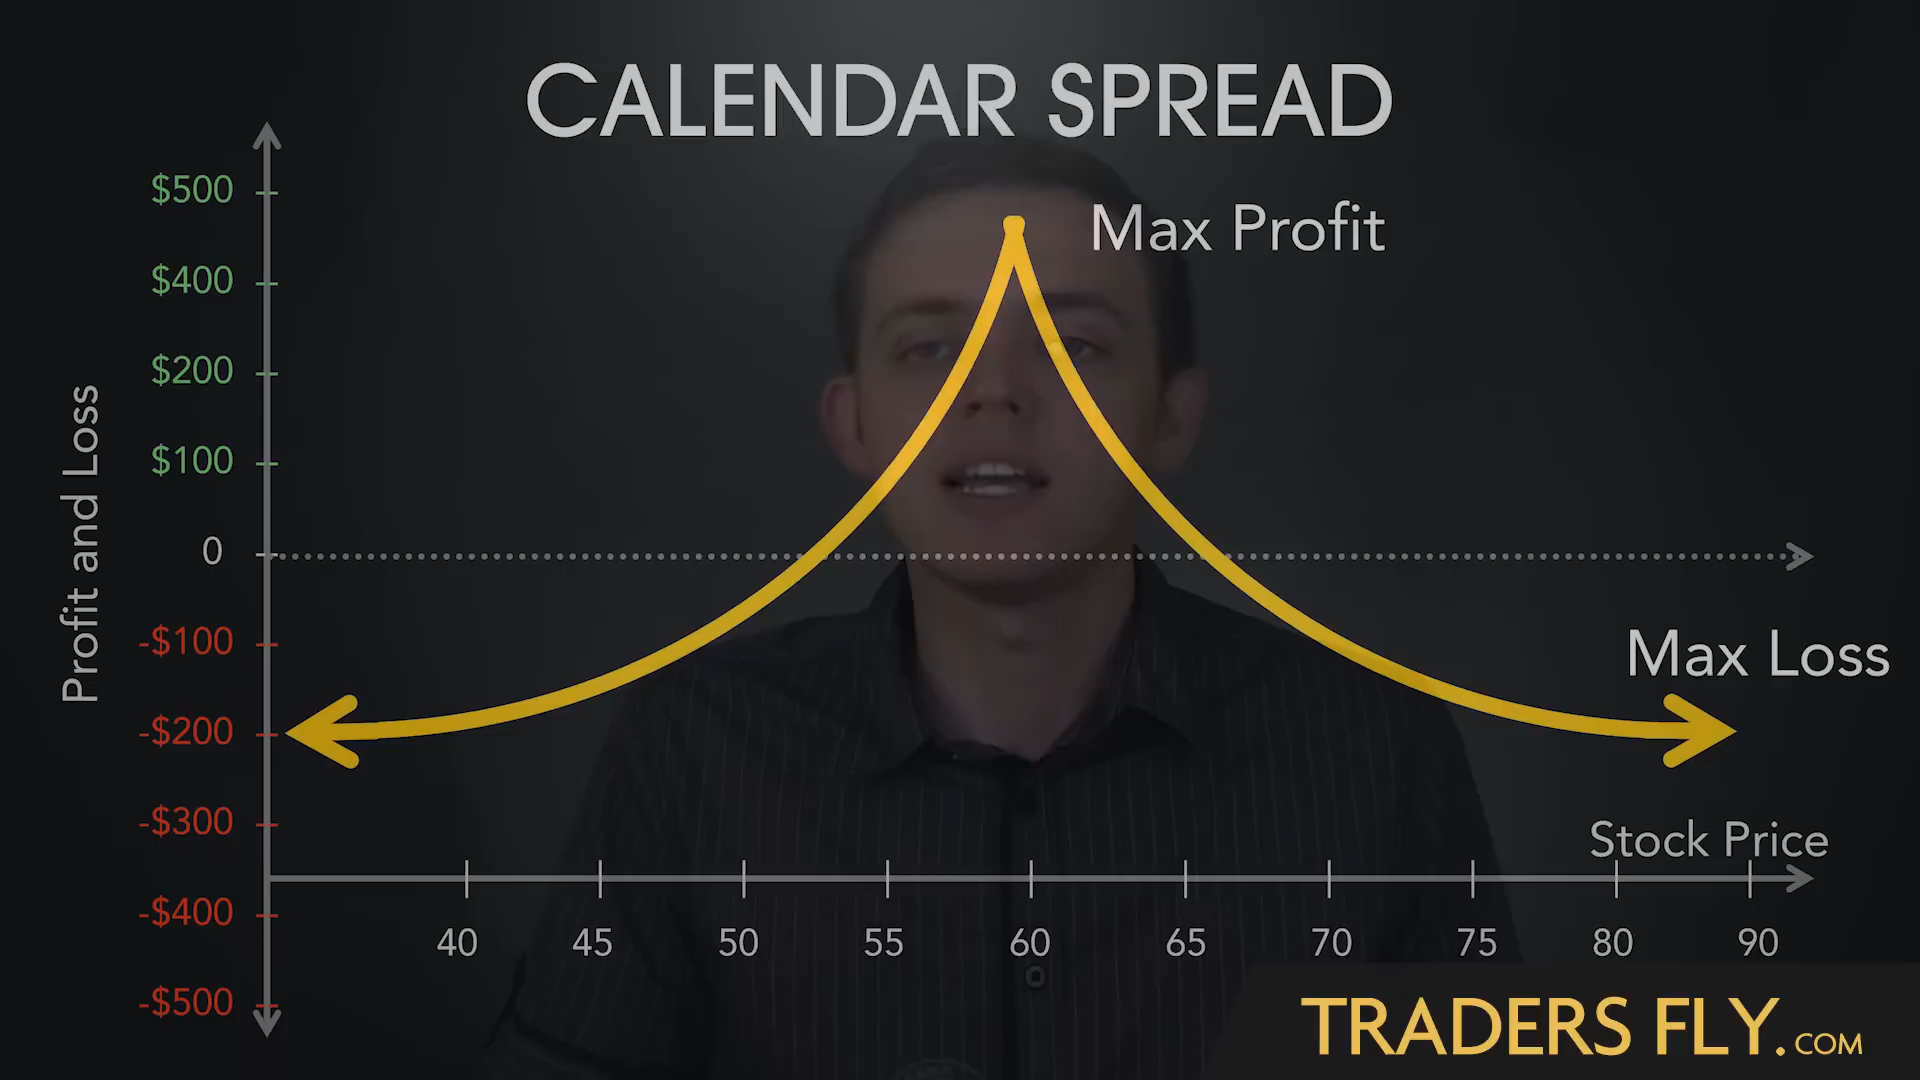 CALENDAR SPREAD
Max Profit
$500
$400
$200
$100
0
-$100
-$200
-$300
-$400
-$500
Profit and Loss
Max Loss
Stock Price
40 45 50 55 60 65 70 75 80 90
TRADERS FLY.COM